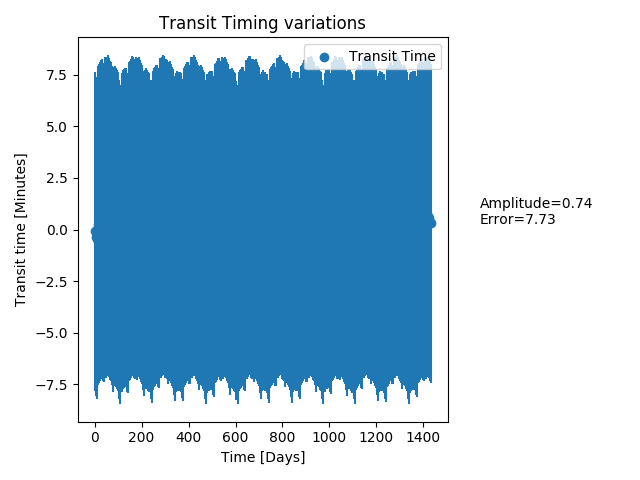 Transit Timing variations
Transit Time
7.5
5.0
2.5
0.0
−2.5
−5.0
−7.5
Transit time [Minutes]
Amplitude=0.74
Error=7.73
0 200 400 600 800 1000 1200 1400
Time [Days]